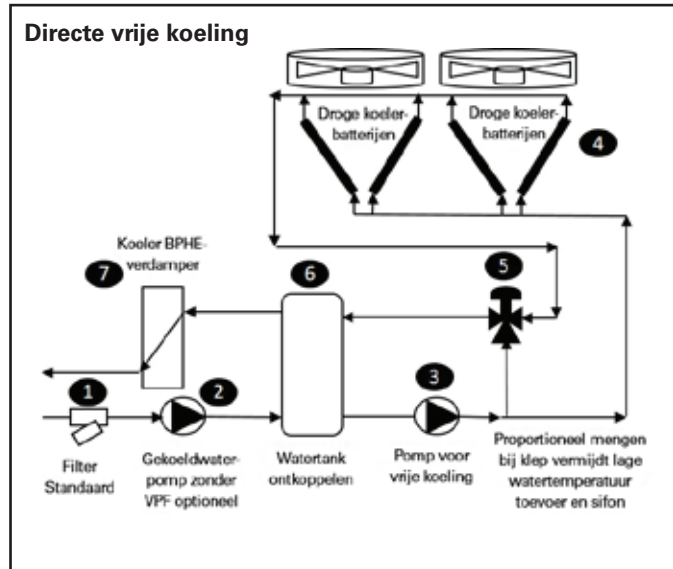 Directe vrije koeling
Droge koeler-
batterijen
Droge koeler-
batterijen
4
Koeler BPHE-
verdamper
7
6
5
1
2
3
Filter
Standaard
Gekoeldwater-
pomp zonder
VPF optioneel
Watertank
ontkoppelen
Pomp voor
vrije koeling
Proportioneel mengen
bij klep vermijdt lage
watertemperatuur
toevoer en sifon